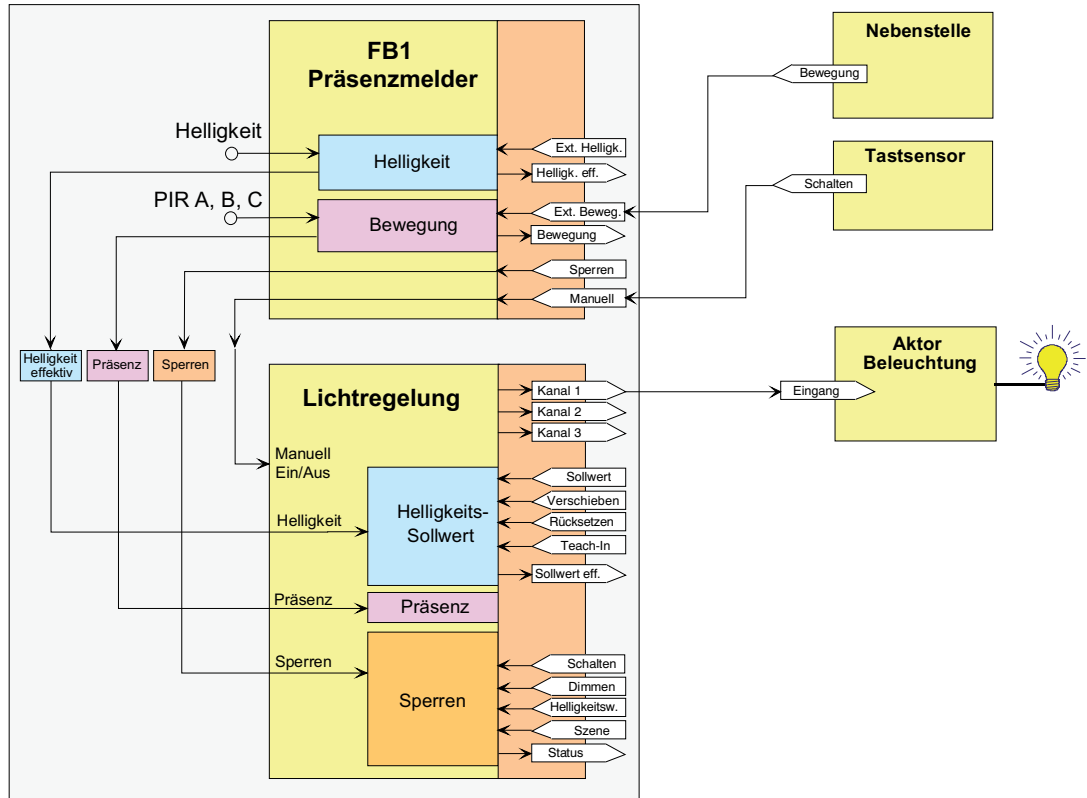 FB1
Präsenzmelder
Nebenstelle
Bewegung
Helligkeit
Helligkeit
Ext. Helligk.
Helligk. eff.
Tastsensor
Schalten
PIR A, B, C
Bewegung
Ext. Beweg.
Bewegung
Sperren
Manuell
Helligkeit
effektiv
Präsenz
Sperren
Aktor
Beleuchtung
Eingang
Lichtregelung
Kanal 1
Kanal 2
Kanal 3
Manuell
Ein/Aus
Helligkeit
Helligkeits-
Sollwert
Sollwert
Verschieben
Rücksetzen
Teach-In
Sollwert eff.
Präsenz
Präsenz
Sperren
Sperren
Schalten
Dimmen
Helligkeitsw.
Szene
Status